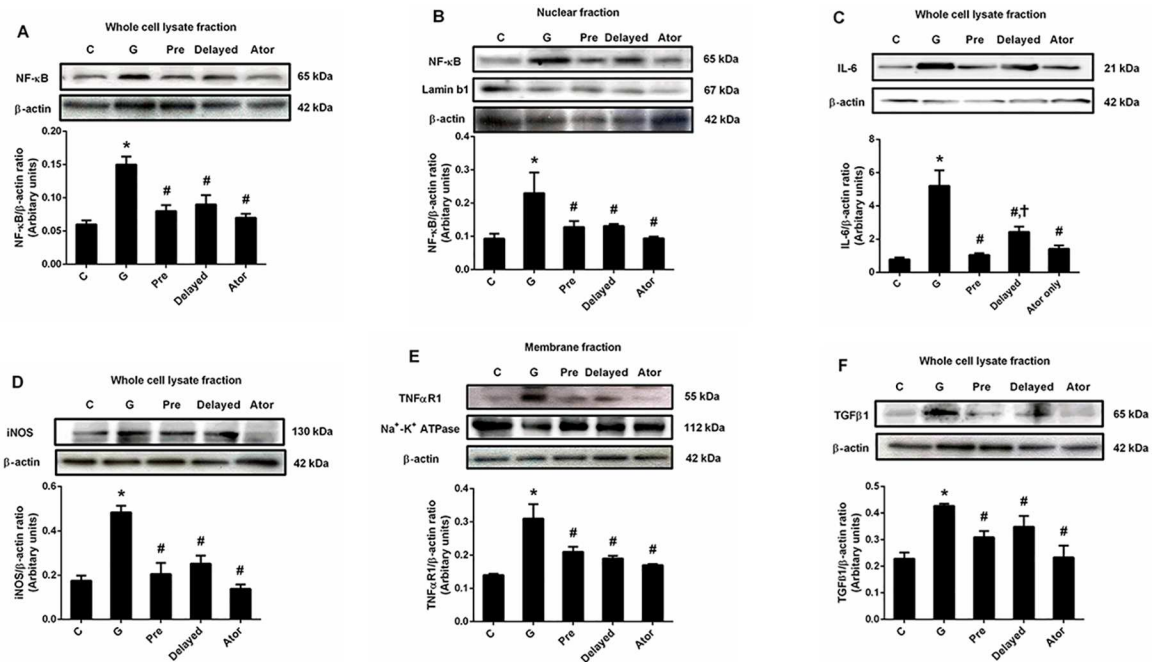 A
Whole cell lysate fraction
C G Pre Delayed Ator
NF-κB 65 kDa
β-actin 42 kDa
NF-κB/β-actin ratio
(Arbitary units)
0.20
0.15
0.10
0.05
0.00
* # # #
C G Pre Delayed Ator
B
Nuclear fraction
C G Pre Delayed Ator
NF-κB 65 kDa
Lamin b1 67 kDa
β-actin 42 kDa
NF-κB/β-actin ratio
(Arbitary units)
0.4
0.3
0.2
0.1
0.0
* # # #
C G Pre Delayed Ator
C
Whole cell lysate fraction
C G Pre Delayed Ator
IL-6 21 kDa
β-actin 42 kDa
IL-6/β-actin ratio
(Arbitary units)
8
6
4
2
0
* # #,† #
C G Pre Delayed Ator only
D
Whole cell lysate fraction
C G Pre Delayed Ator
iNOS 130 kDa
β-actin 42 kDa
iNOS/β-actin ratio
(Arbitary units)
0.6
0.4
0.2
0.0
* # # #
C G Pre Delayed Ator
E
Membrane fraction
C G Pre Delayed Ator
TNFαR1 55 kDa
Na⁺-K⁺ ATPase 112 kDa
β-actin 42 kDa
TNFαR1/β-actin ratio
(Arbitary units)
0.4
0.3
0.2
0.1
0.0
* # # #
C G Pre Delayed Ator
F
Whole cell lysate fraction
C G Pre Delayed Ator
TGFβ1 65 kDa
β-actin 42 kDa
TGFβ1/β-actin ratio
(Arbitary units)
0.5
0.4
0.3
0.2
0.1
0.0
* # # #
C G Pre Delayed Ator